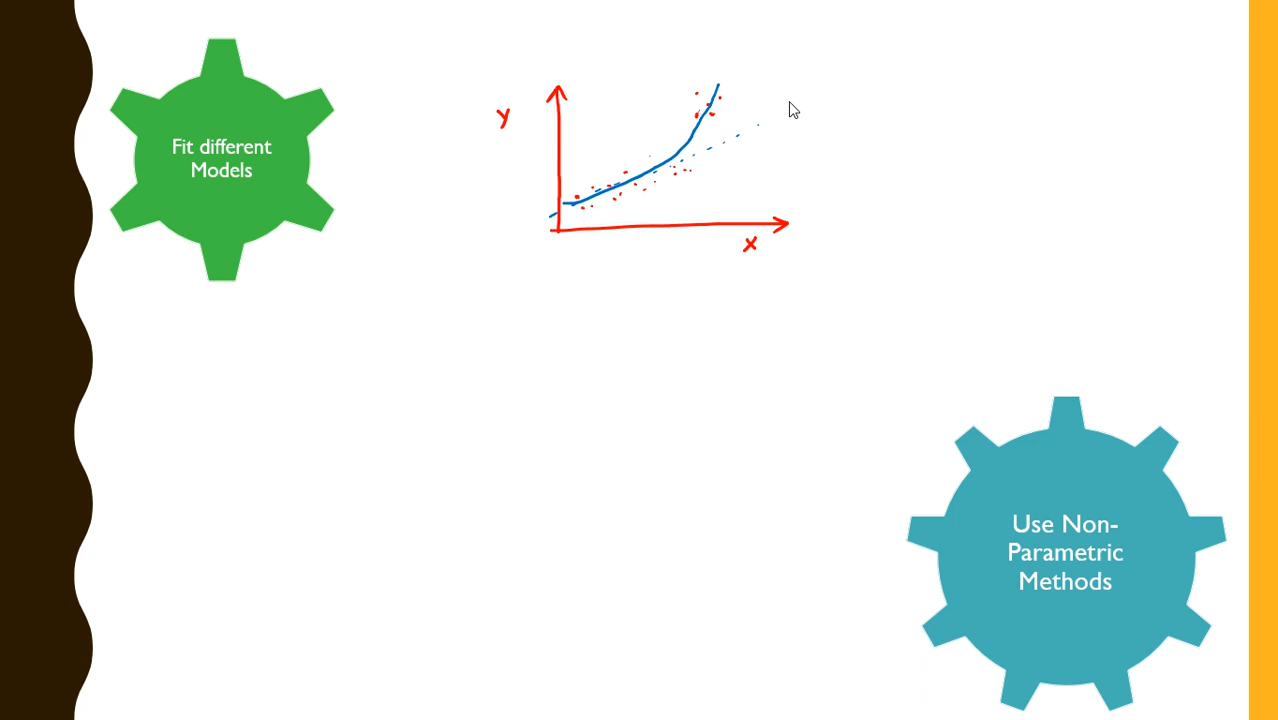 Fit different
Models
y
x
Use Non-
Parametric
Methods